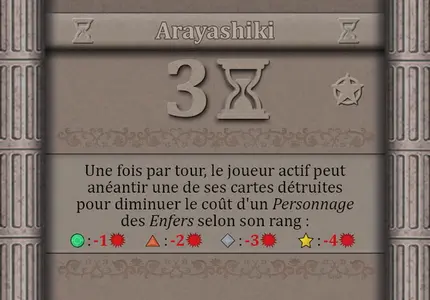 Arayashiki
3
Une fois par tour, le joueur actif peut
anéantir une de ses cartes détruites
pour diminuer le coût d'un Personnage
des Enfers selon son rang :
:-1 :-2 :-3 :-4